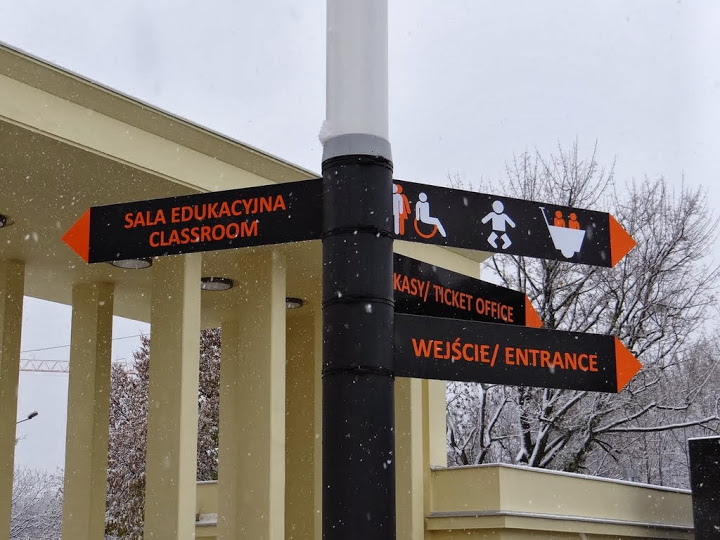 SALA EDUKACYJNA
CLASSROOM
KASY/ TICKET OFFICE
WEJŚCIE/ ENTRANCE